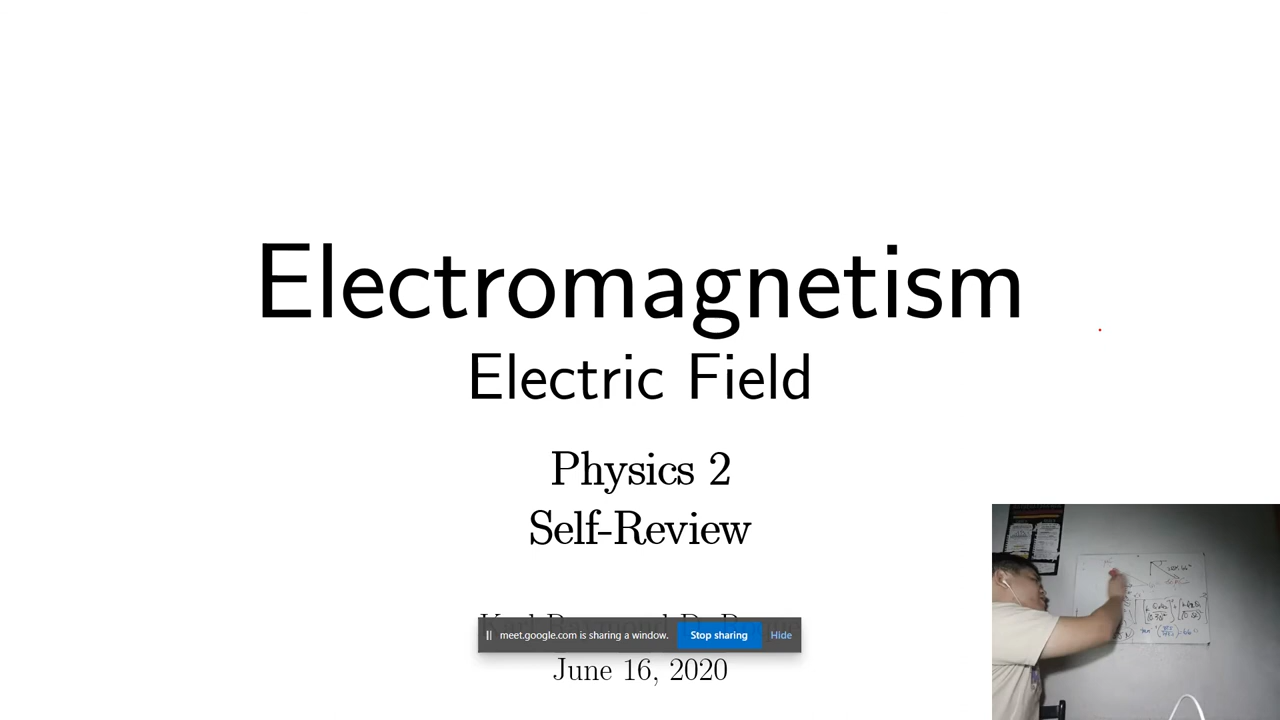 Electromagnetism
Electric Field
Physics 2
Self-Review
meet.google.com is sharing a window.
Stop sharing
Hide
June 16, 2020